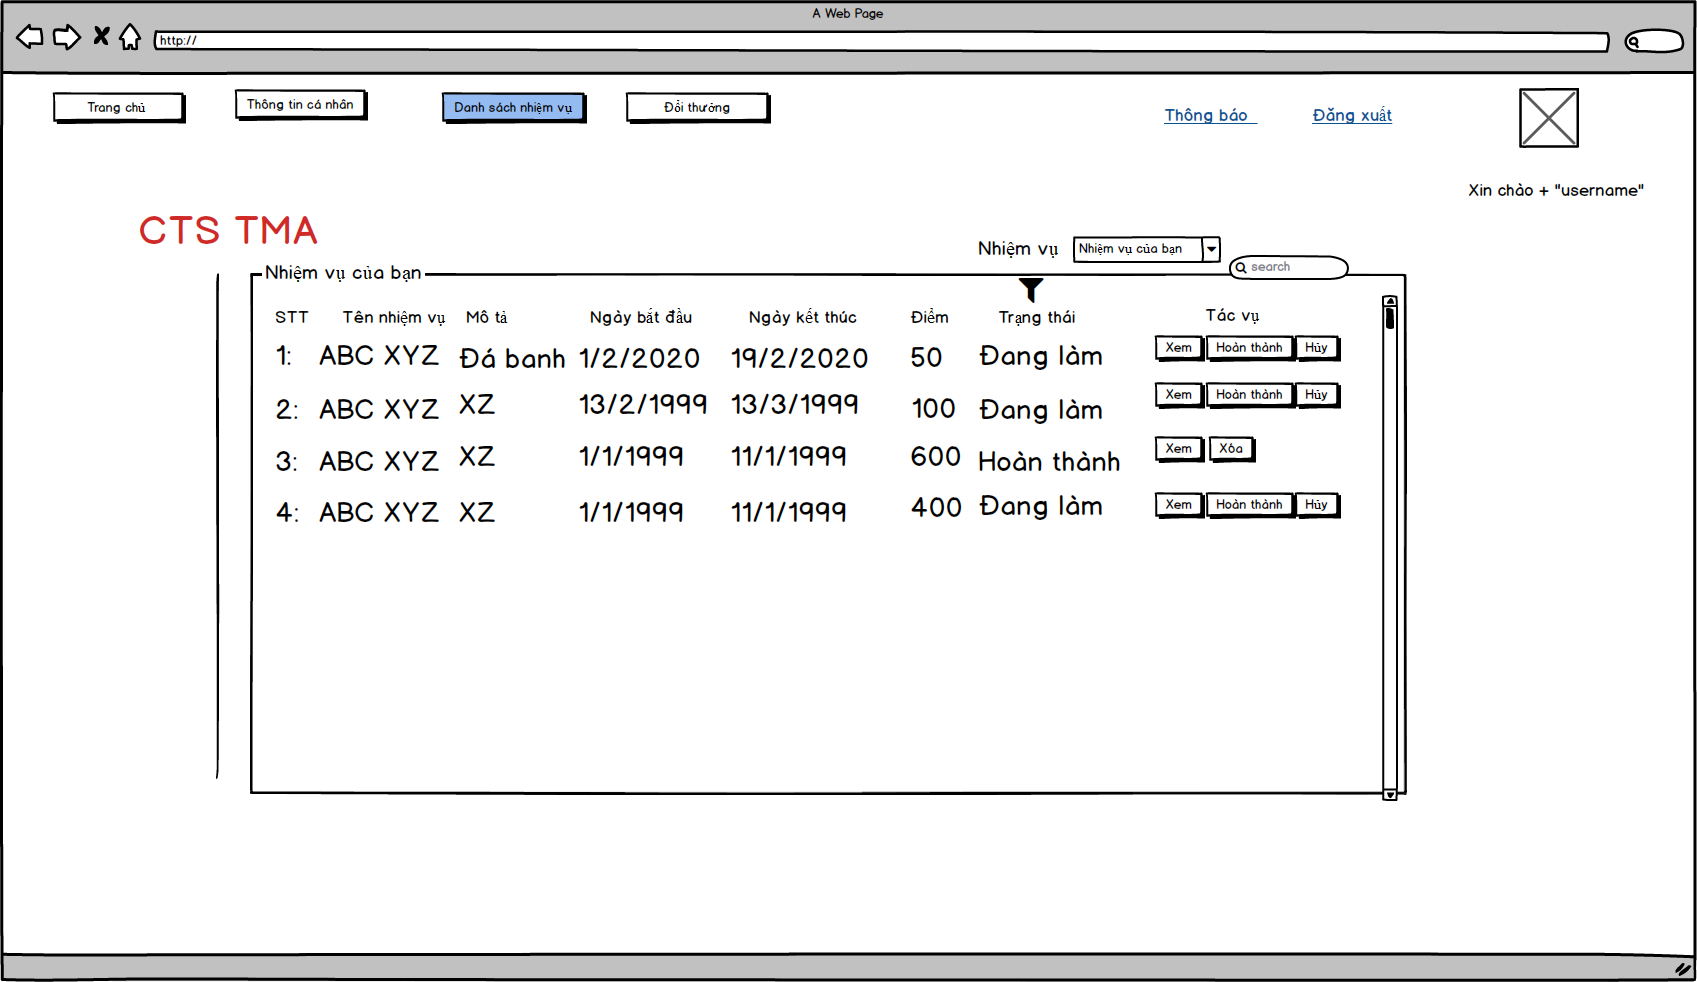 A Web Page
http://
Trang chủ
Thông tin cá nhân
Danh sách nhiệm vụ
Đổi thưởng
Thông báo
Đăng xuất
Xin chào + "username"
CTS TMA
Nhiệm vụ
Nhiệm vụ của bạn
search
Nhiệm vụ của bạn
STT Tên nhiệm vụ Mô tả Ngày bắt đầu Ngày kết thúc Điểm Trạng thái Tác vụ
1: ABC XYZ Đá banh 1/2/2020 19/2/2020 50 Đang làm Xem Hoàn thành Hủy
2: ABC XYZ XZ 13/2/1999 13/3/1999 100 Đang làm Xem Hoàn thành Hủy
3: ABC XYZ XZ 1/1/1999 11/1/1999 600 Hoàn thành Xem Xóa
4: ABC XYZ XZ 1/1/1999 11/1/1999 400 Đang làm Xem Hoàn thành Hủy